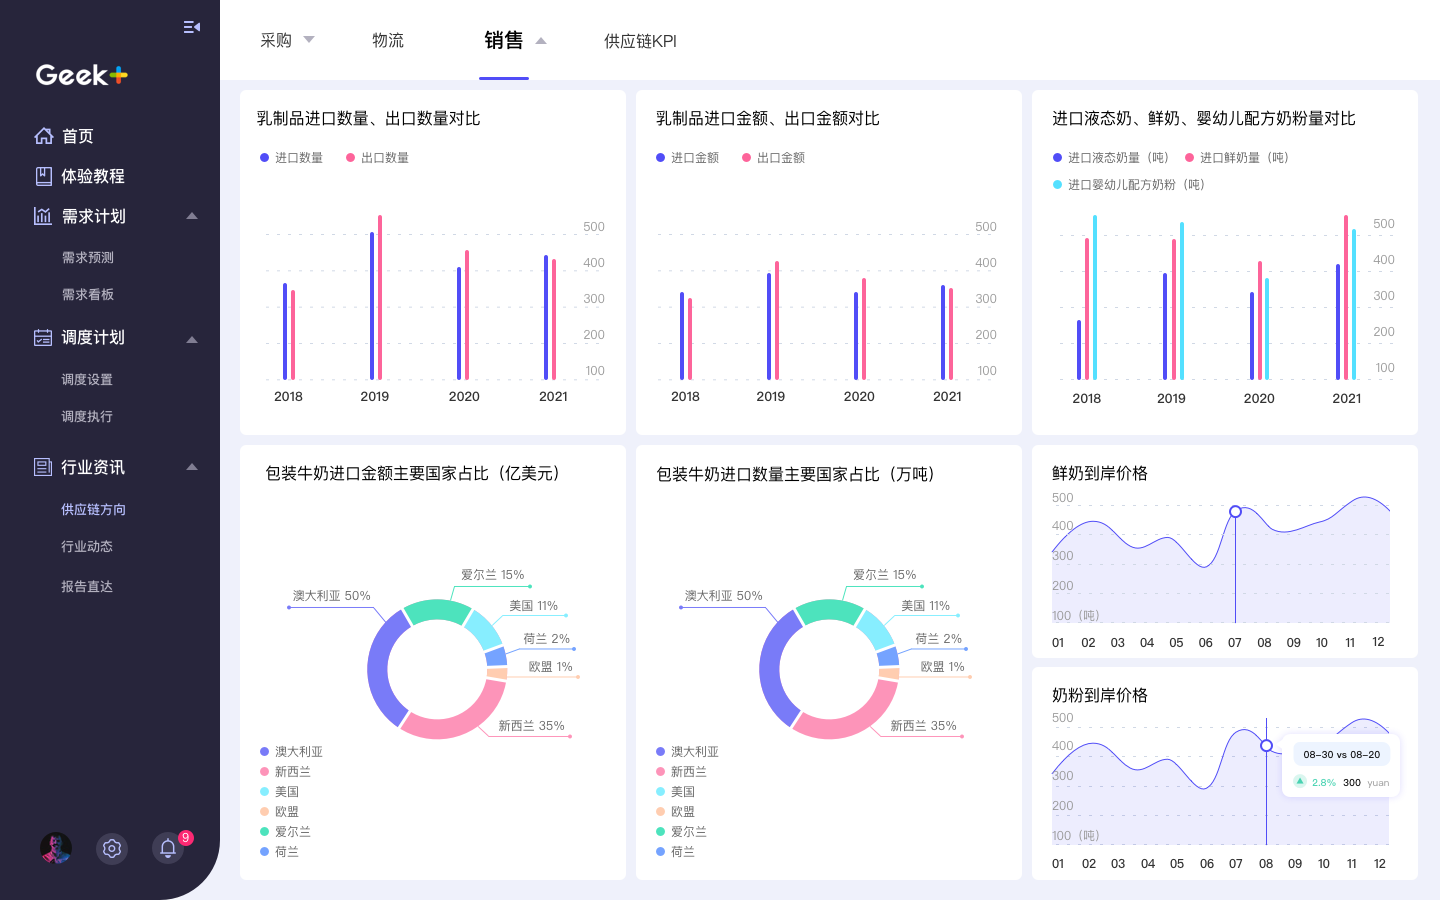 Geek+
首页
体验教程
需求计划
需求预测
需求看板
调度计划
调度设置
调度执行
行业资讯
供应链方向
行业动态
报告直达
9
采购
物流
销售
供应链KPI
乳制品进口数量、出口数量对比
进口数量 出口数量
500
400
300
200
100
2018 2019 2020 2021
乳制品进口金额、出口金额对比
进口金额 出口金额
500
400
300
200
100
2018 2019 2020 2021
进口液态奶、鲜奶、婴幼儿配方奶粉量对比
进口液态奶量（吨） 进口鲜奶量（吨）
进口婴幼儿配方奶粉（吨）
500
400
300
200
100
2018 2019 2020 2021
包装牛奶进口金额主要国家占比（亿美元）
爱尔兰 15%
澳大利亚 50%
美国 11%
荷兰 2%
欧盟 1%
新西兰 35%
澳大利亚
新西兰
美国
欧盟
爱尔兰
荷兰
包装牛奶进口数量主要国家占比（万吨）
爱尔兰 15%
澳大利亚 50%
美国 11%
荷兰 2%
欧盟 1%
新西兰 35%
澳大利亚
新西兰
美国
欧盟
爱尔兰
荷兰
鲜奶到岸价格
500
400
300
200
100（吨）
01 02 03 04 05 06 07 08 09 10 11 12
奶粉到岸价格
500
400
300
200
100（吨）
08-30 vs 08-20
2.8% 300 yuan
01 02 03 04 05 06 07 08 09 10 11 12